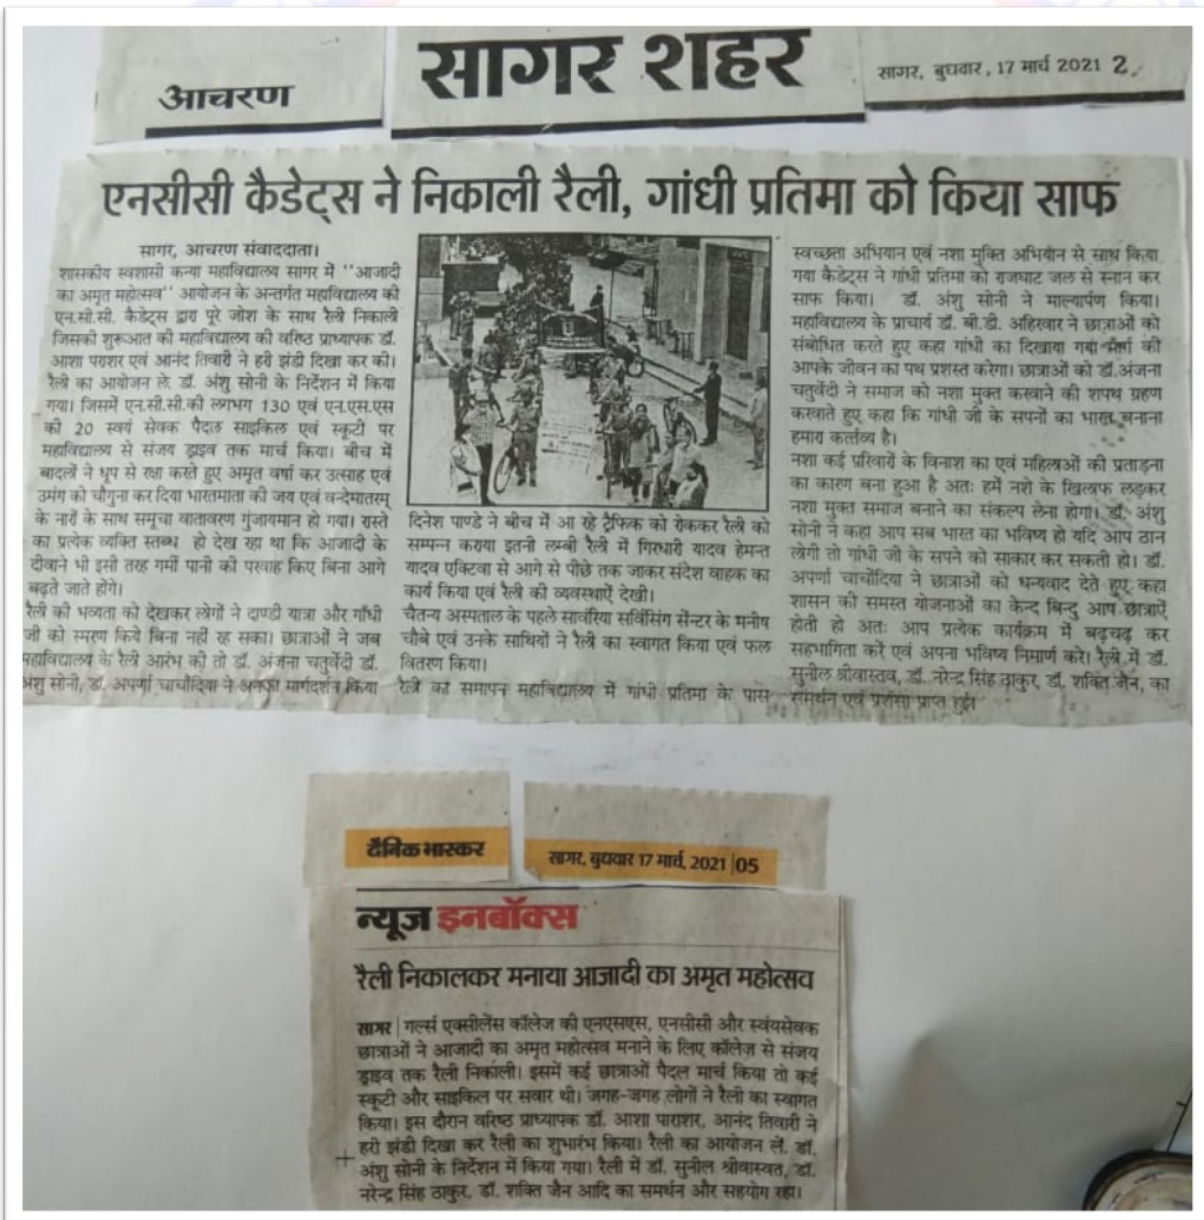 आचरण
सागर शहर
सागर, बुधवार, 17 मार्च 2021 2
एनसीसी कैडेट्स ने निकाली रैली, गांधी प्रतिमा को किया साफ
सागर, आचरण संवाददाता।
शासकीय स्वशासी कन्या महाविद्यालय सागर में "आजादी
का अमृत महोत्सव" आयोजन के अन्तर्गत महाविद्यालय की
एन.सी.सी. कैडेट्स द्वारा पूरे जोश के साथ रैली निकाली
जिसकी शुरूआत की महाविद्यालय की वरिष्ठ प्राध्यापक डॉ.
आशा पराशर एवं आनंद तिवारी ने हरी झंडी दिखा कर की।
रैली का आयोजन ले. डॉ. अंशु सोनी के निर्देशन में किया
गया। जिसमें एन.सी.सी.की लगभग 130 एवं एन.एस.एस
की 20 स्वयं सेवक पैदल साइकिल एवं स्कूटी पर
महाविद्यालय से संजय ड्राइव तक मार्च किया। बीच में
बादलों ने धूप से रक्षा करते हुए अमृत वर्षा कर उत्साह एवं
उमंग को चौगुना कर दिया भारतमाता की जय एवं वन्देमातरम्
के नारों के साथ समूचा वातावरण गुंजायमान हो गया। रास्ते
का प्रत्येक व्यक्ति स्तब्ध हो देख रहा था कि आजादी के
दीवाने भी इसी तरह गर्मी पानी की परवाह किए बिना आगे
बढ़ते जाते होंगे।
रैली की भव्यता को देखकर लोगों ने दाण्डी यात्रा और गाँधी
जी को स्मरण किये बिना नहीं रह सका। छात्राओं ने जब
महाविद्यालय के रैली आरंभ की तो डॉ. अंजना चतुर्वेदी डॉ.
अंशु सोनी, डॉ. अपर्णा चाचौंदिया ने उनका मार्गदर्शन किया
दिनेश पाण्डे ने बीच में आ रहे ट्रैफिक को रोककर रैली को
सम्पन्न कराया इतनी लम्बी रैली में गिरधारी यादव हेमन्त
यादव एक्टिवा से आगे से पीछे तक जाकर संदेश वाहक का
कार्य किया एवं रैली की व्यवस्थाऐं देखी।
चैतन्य अस्पताल के पहले सावंरिया सर्विसिंग सेंन्टर के मनीष
चौबे एवं उनके साथियों ने रैली का स्वागत किया एवं फल
वितरण किया।
रैली का समापन महाविद्यालय में गांधी प्रतिमा के पास
स्वच्छता अभियान एवं नशा मुक्ति अभियान से साथ किया
गया कैडेट्स ने गांधी प्रतिमा को राजघाट जल से स्नान कर
साफ किया। डॉ. अंशु सोनी ने माल्यार्पण किया।
महाविद्यालय के प्राचार्य डॉ. बी.डी. अहिरवार ने छात्राओं को
संबोधित करते हुए कहा गांधी का दिखाया गया मार्ग की
आपके जीवन का पथ प्रशस्त करेगा। छात्राओं को डॉ.अंजना
चतुर्वेदी ने समाज को नशा मुक्त करवाने की शपथ ग्रहण
करवाते हुए कहा कि गांधी जी के सपनों का भारत बनाना
हमारा कर्त्तव्य है।
नशा कई परिवारों के विनाश का एवं महिलाओं की प्रताड़ना
का कारण बना हुआ है अतः हमें नशे के खिलाफ लड़कर
नशा मुक्त समाज बनाने का संकल्प लेना होगा। डॉ. अंशु
सोनी ने कहा आप सब भारत का भविष्य हो यदि आप ठान
लोगी तो गांधी जी के सपने को साकार कर सकती हो। डॉ.
अपर्णा चाचोंदिया ने छात्राओं को धन्यवाद देते हुए कहा
शासन की समस्त योजनाओं का केन्द बिन्दु आप छात्राऐं
होती हो अतः आप प्रत्येक कार्यक्रम में बढ़चढ़ कर
सहभागिता करें एवं अपना भविष्य निमार्ण करे। रैली में डॉ.
सुनील श्रीवास्तव, डॉ. नरेन्द्र सिंह ठाकुर, डॉ. शक्ति जैन, का
समर्थन एवं प्रशंसा प्राप्त हुई।
दैनिक भास्कर
सागर, बुधवार 17 मार्च, 2021 |05
न्यूज इनबॉक्स
रैली निकालकर मनाया आजादी का अमृत महोत्सव
सागर | गर्ल्स एक्सीलेंस कॉलेज की एनएसएस, एनसीसी और स्वंयसेवक
छात्राओं ने आजादी का अमृत महोत्सव मनाने के लिए कॉलेज से संजय
ड्राइव तक रैली निकाली। इसमें कई छात्राओं पैदल मार्च किया तो कई
स्कूटी और साइकिल पर सवार थी। जगह-जगह लोगों ने रैली का स्वागत
किया। इस दौरान वरिष्ठ प्राध्यापक डॉ. आशा पाराशर, आनंद तिवारी ने
हरी झंडी दिखा कर रैली का शुभारंभ किया। रैली का आयोजन लें. डॉ.
अंशु सोनी के निर्देशन में किया गया। रैली में डॉ. सुनील श्रीवास्वत, डॉ.
नरेन्द्र सिंह ठाकुर, डॉ. शक्ति जैन आदि का समर्थन और सहयोग रहा।